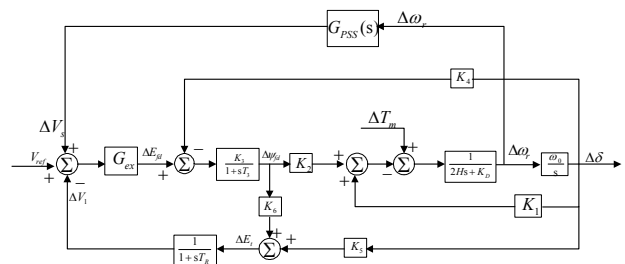 G_PSS(s)
Δω_r
K_4
ΔT_m
ΔV_s
V_ref
+
+
−
Σ
G_ex
ΔE_fd
−
+
Σ
K_3
1+sT_3
Δψ_fd
K_2
+
+
Σ
−
+
Σ
1
2Hs + K_D
Δω_r
ω_0
s
Δδ
ΔV_1
K_6
K_1
1
1+sT_R
ΔE_t
+
+
Σ
K_5